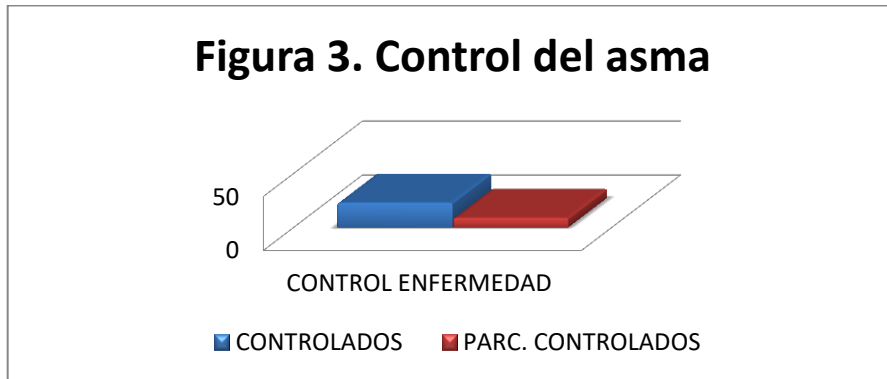 Figura 3. Control del asma
50
0
CONTROL ENFERMEDAD
CONTROLADOS PARC. CONTROLADOS